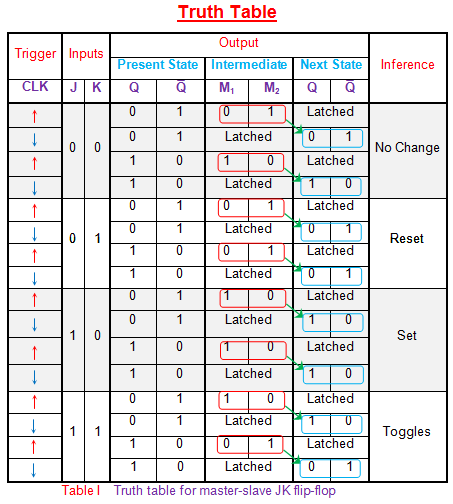 Truth Table
Trigger Inputs Output Inference
Present State Intermediate Next State
CLK J K Q Q̅ M₁ M₂ Q Q̅
↑ 0 1 0 1 Latched
↓ 0 1 Latched 0 1
0 0 No Change
↑ 1 0 1 0 Latched
↓ 1 0 Latched 1 0
↑ 0 1 0 1 Latched
↓ 0 1 Latched 0 1
0 1 Reset
↑ 1 0 0 1 Latched
↓ 1 0 Latched 0 1
↑ 0 1 1 0 Latched
↓ 0 1 Latched 1 0
1 0 Set
↑ 1 0 1 0 Latched
↓ 1 0 Latched 1 0
↑ 0 1 1 0 Latched
↓ 0 1 Latched 1 0
1 1 Toggles
↑ 1 0 0 1 Latched
↓ 1 0 Latched 0 1
Table I Truth table for master-slave JK flip-flop